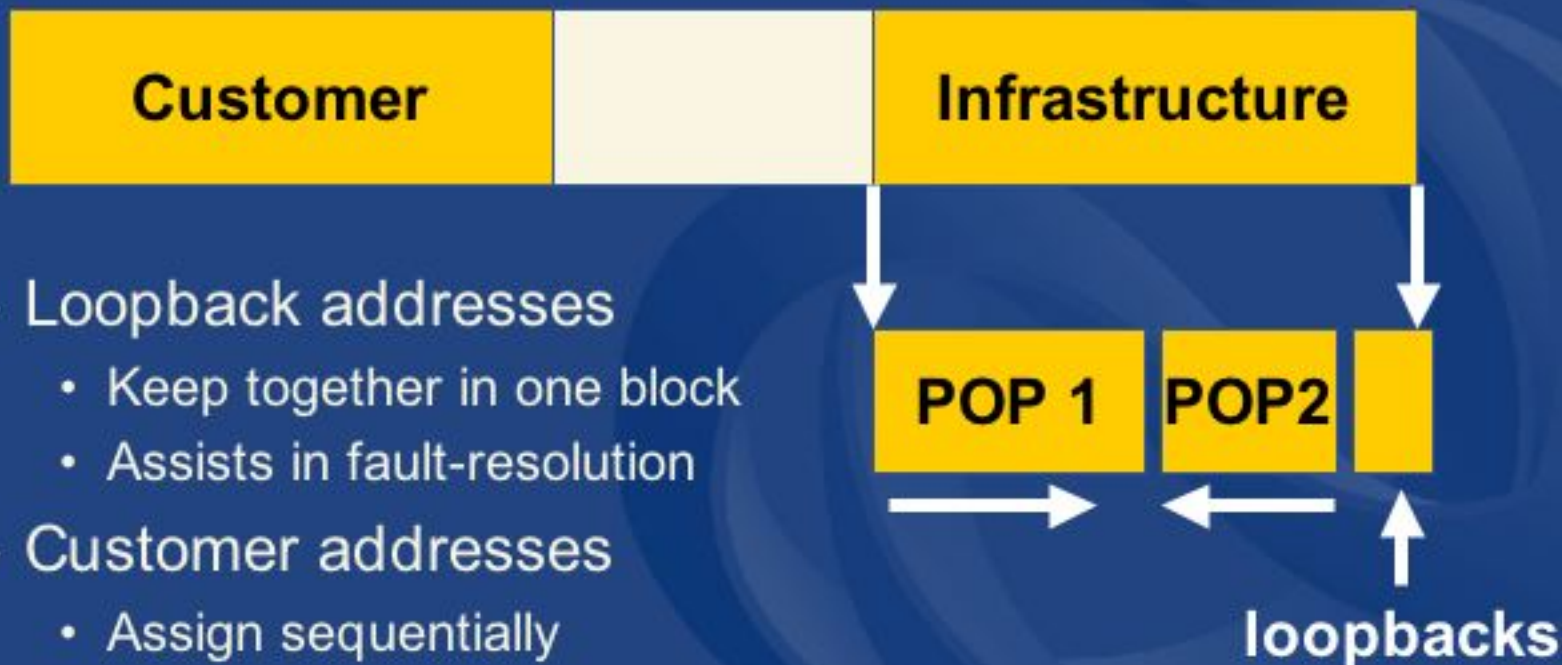 Customer
Infrastructure
Loopback addresses
• Keep together in one block
• Assists in fault-resolution
Customer addresses
• Assign sequentially
POP 1
POP2
loopbacks